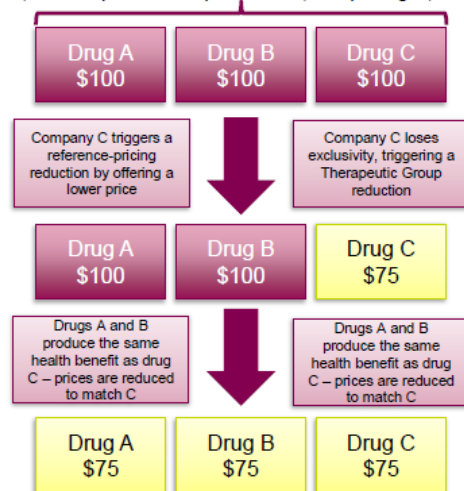 Drug A
$100
Drug B
$100
Drug C
$100
Company C triggers a
reference-pricing
reduction by offering a
lower price
Company C loses
exclusivity, triggering a
Therapeutic Group
reduction
Drug A
$100
Drug B
$100
Drug C
$75
Drugs A and B
produce the same
health benefit as drug
C – prices are reduced
to match C
Drugs A and B
produce the same
health benefit as drug
C – prices are reduced
to match C
Drug A
$75
Drug B
$75
Drug C
$75